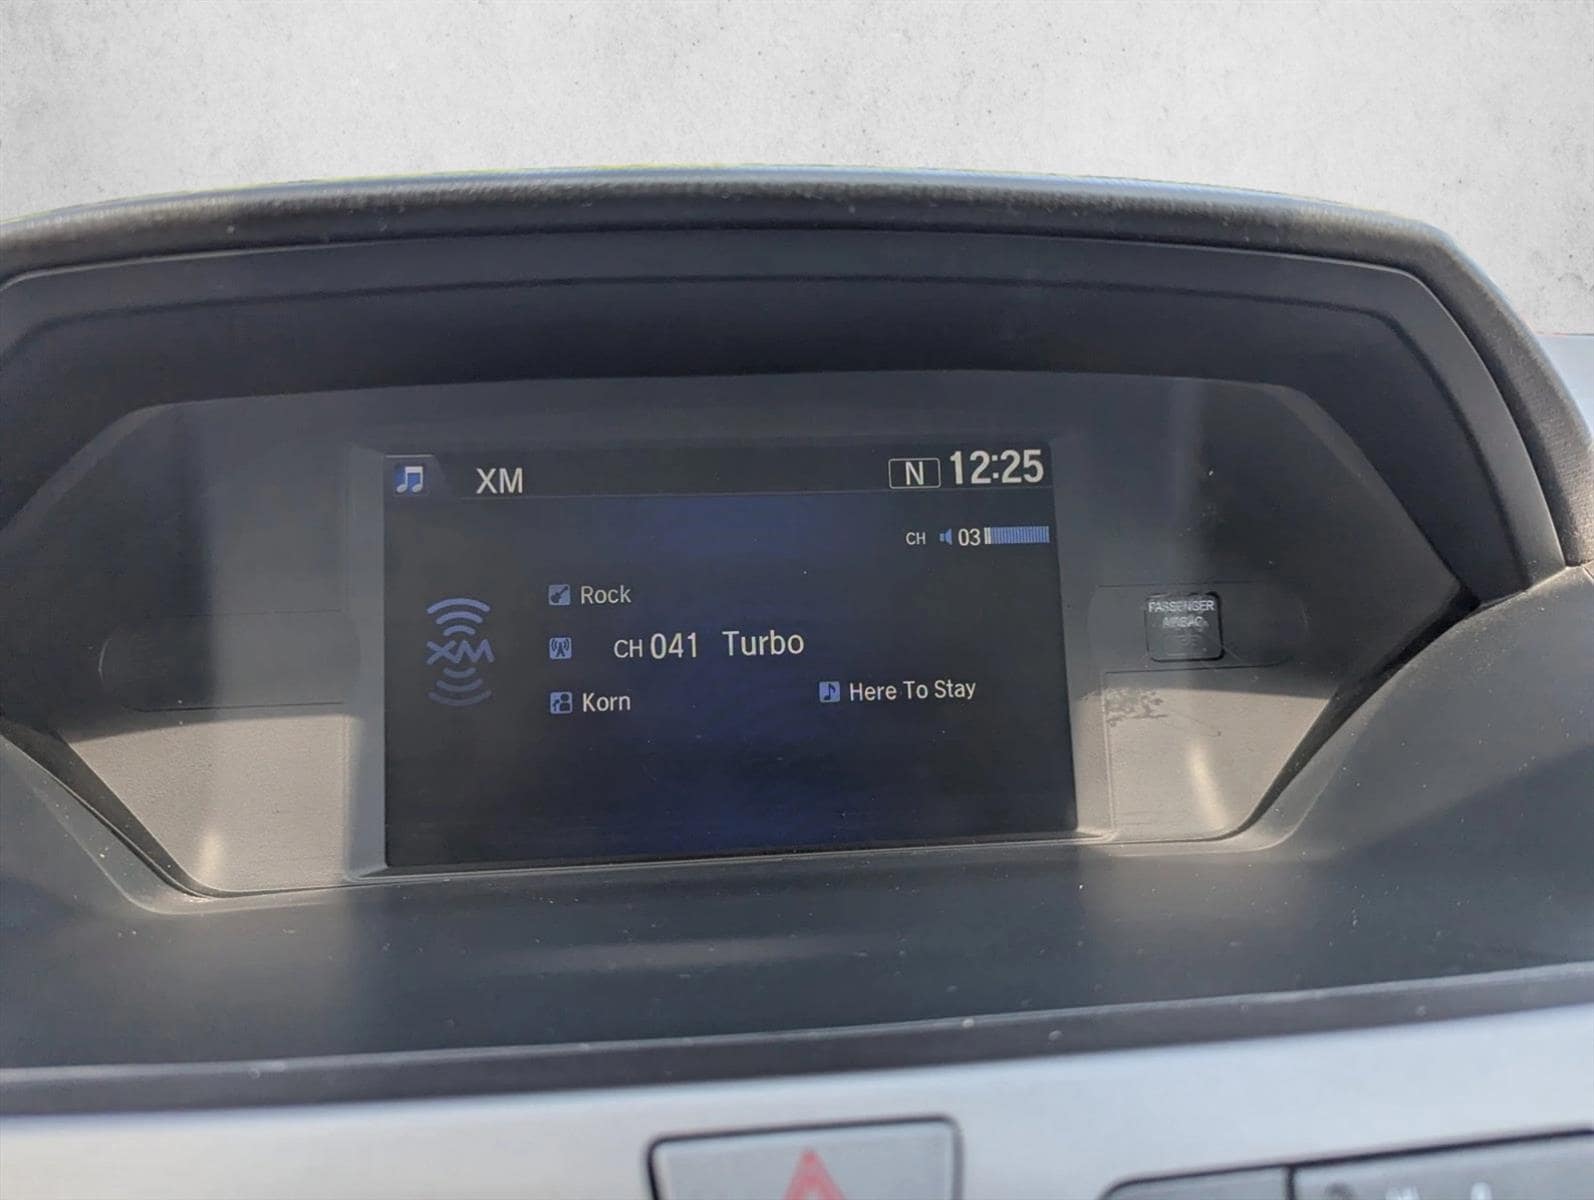 XM
N 12:25
CH 03
Rock
XM
CH 041 Turbo
Korn
Here To Stay
PASSENGER
AIRBAG